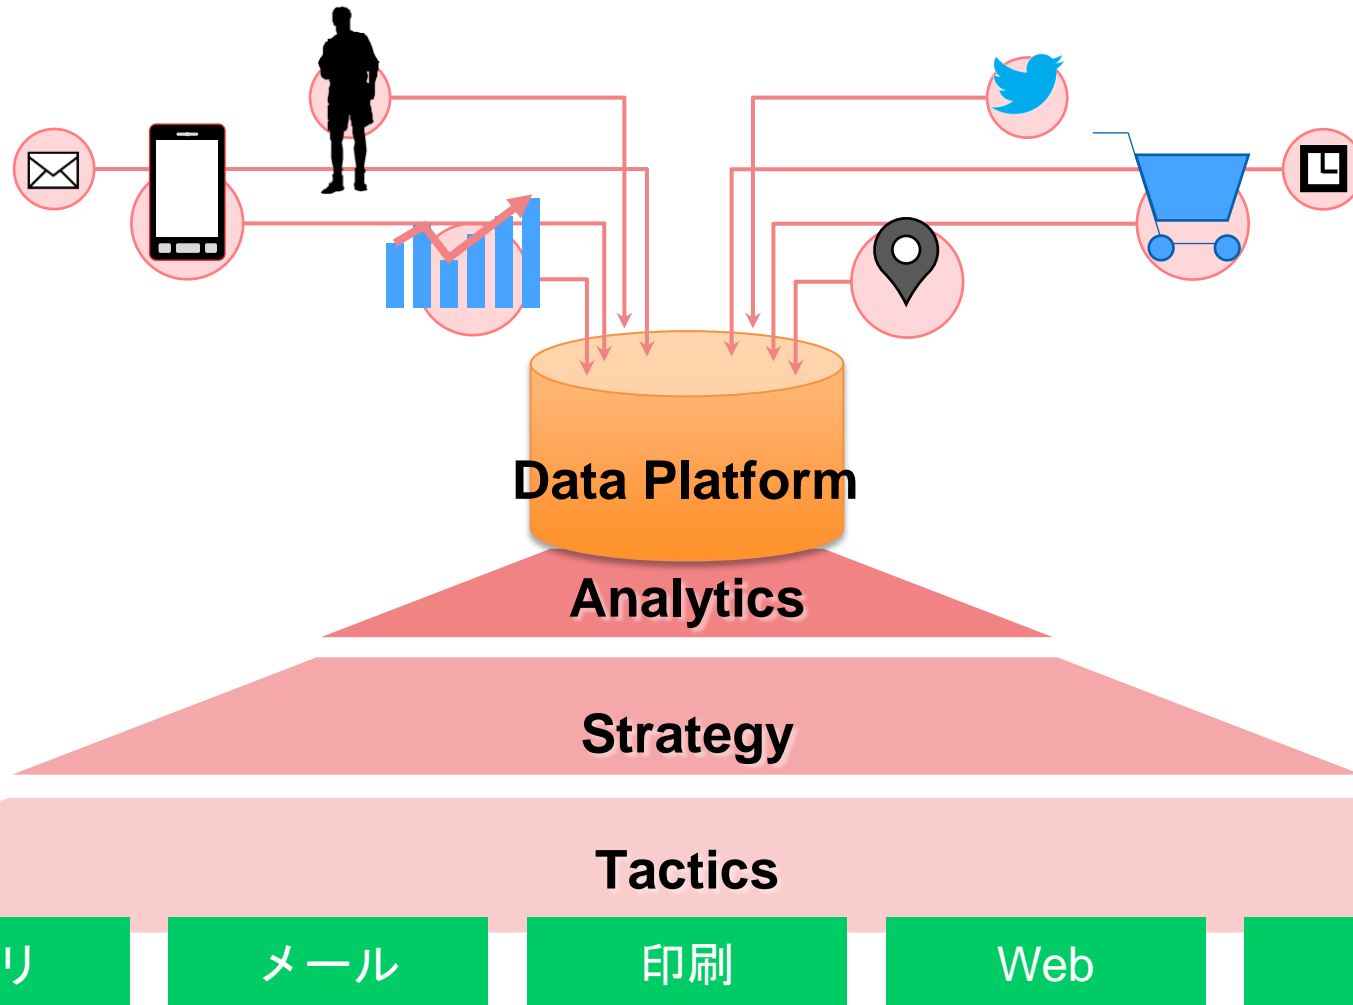 Data Platform
Analytics
Strategy
Tactics
リ
メール
印刷
Web